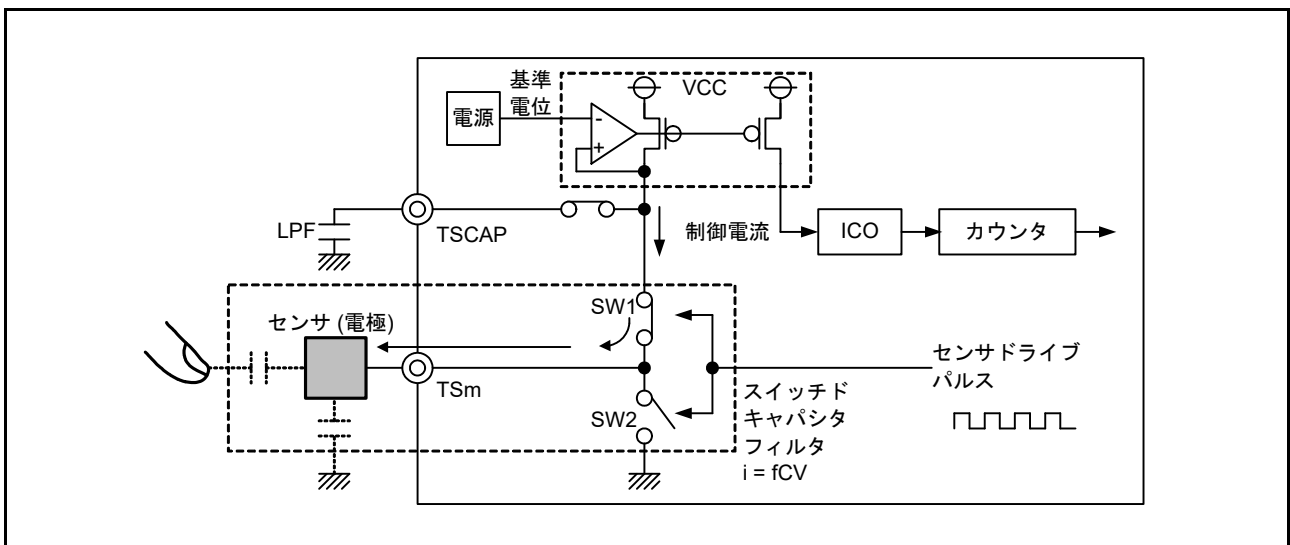 基準
電位
電源
VCC
-
+
LPF
TSCAP
制御電流
ICO
カウンタ
SW1
センサ (電極)
TSm
SW2
スイッチド
キャパシタ
フィルタ
i = fCV
センサドライブ
パルス